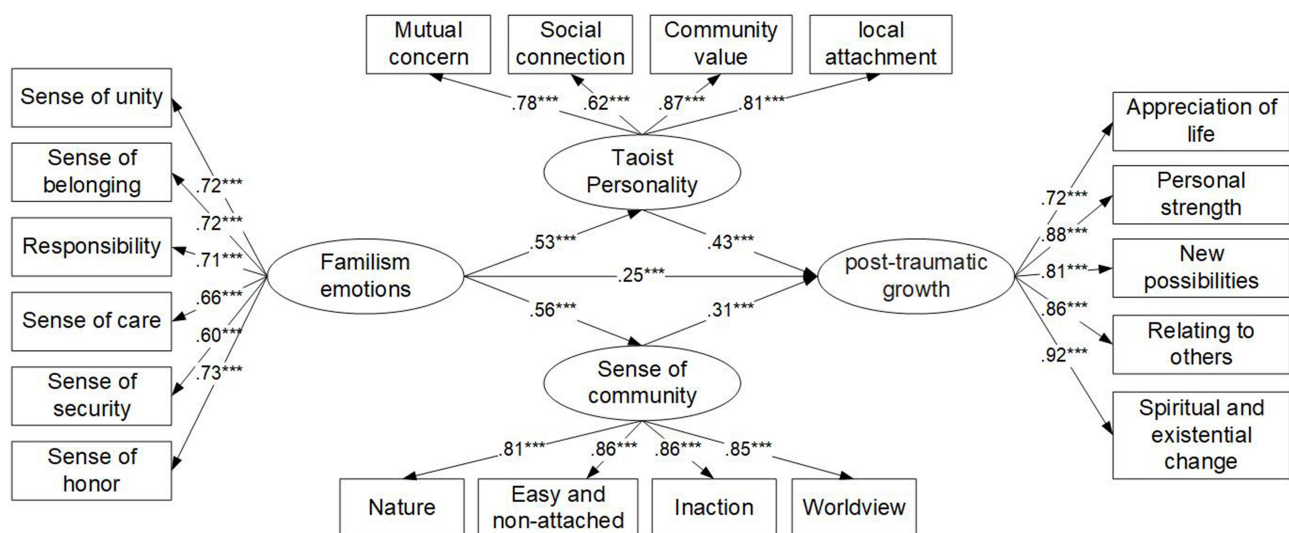 Mutual
concern
Social
connection
Community
value
local
attachment
.78***
.62***
.87***
.81***
Taoist
Personality
Sense of unity
Sense of
belonging
Responsibility
Sense of care
Sense of
security
Sense of
honor
.72***
.72***
.71***
.66***
.60***
.73***
Familism
emotions
.53***
.43***
.25***
.56***
.31***
post-traumatic
growth
.72***
.88***
.81***
.86***
.92***
Appreciation of
life
Personal
strength
New
possibilities
Relating to
others
Spiritual and
existential
change
Sense of
community
.81***
.86***
.86***
.85***
Nature
Easy and
non-attached
Inaction
Worldview